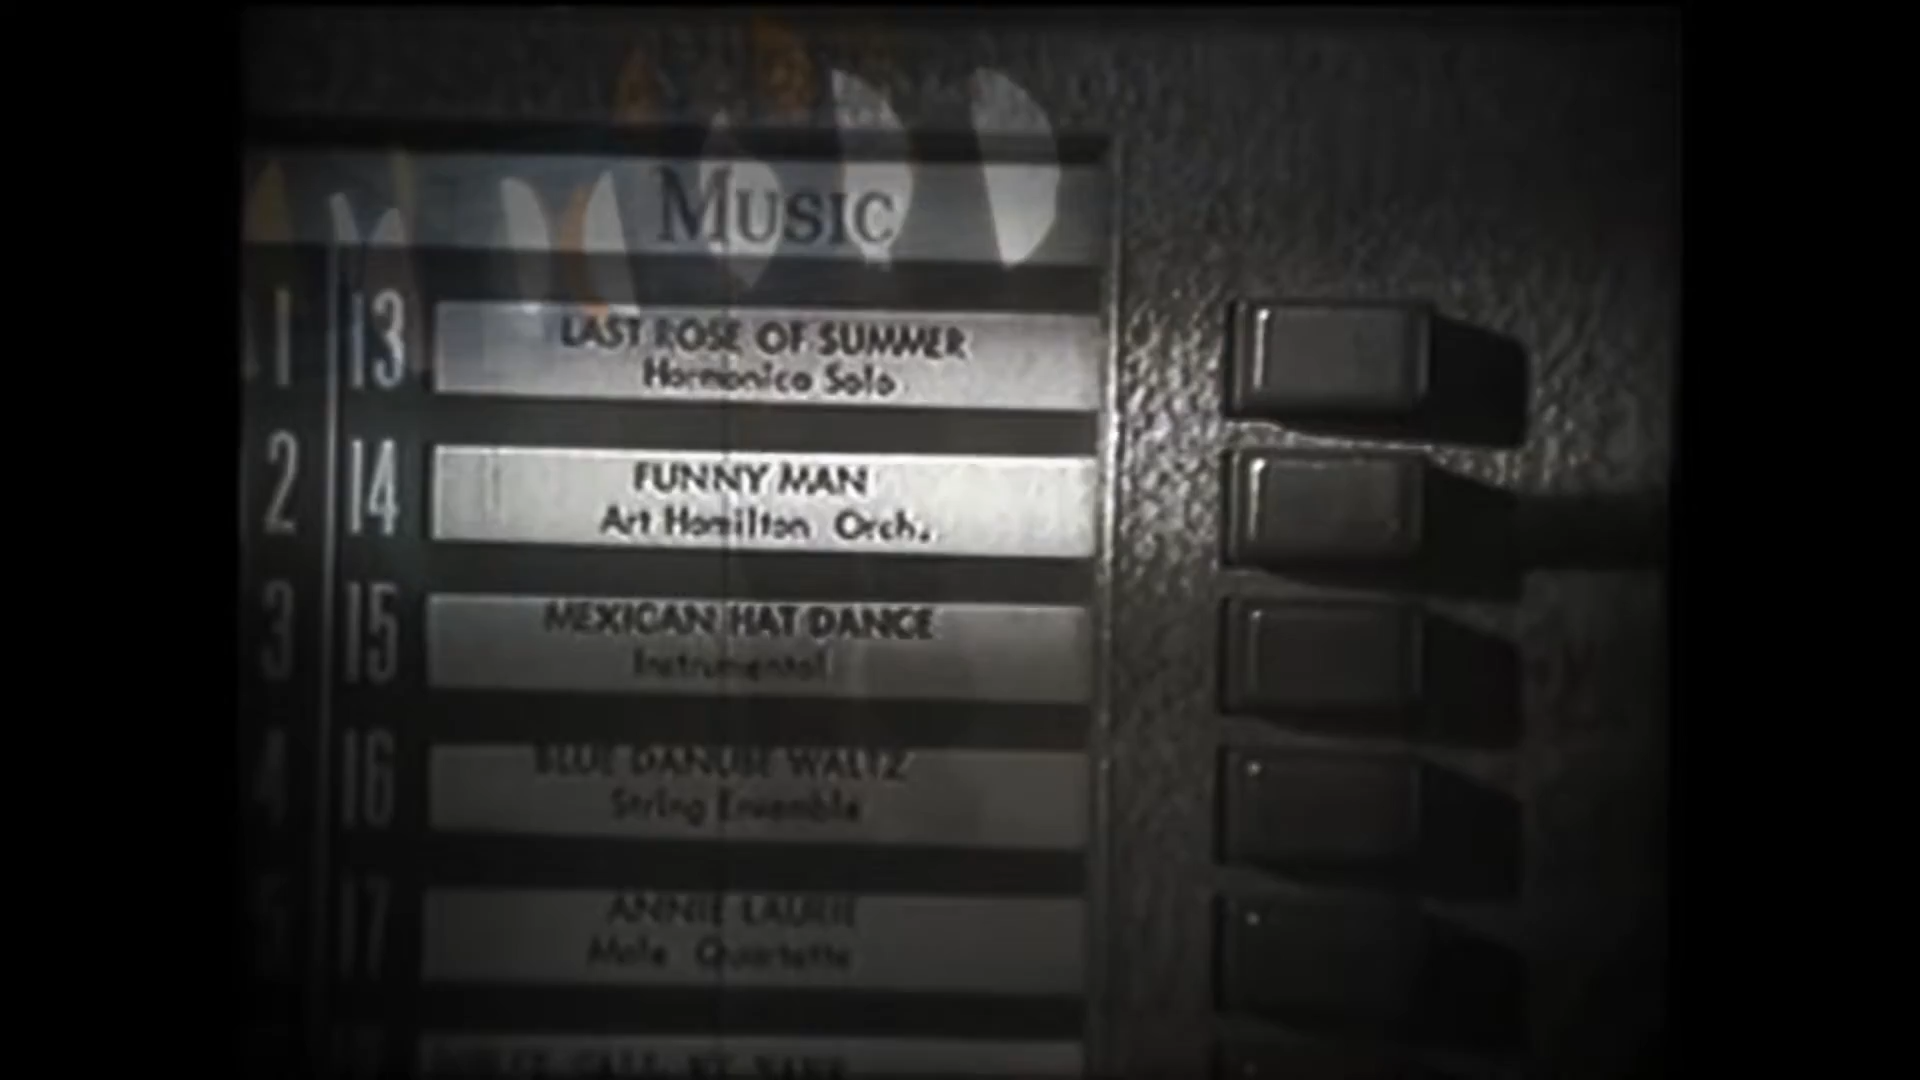 MUSIC
1 13 LAST ROSE OF SUMMER
Harmonica Solo
2 14 FUNNY MAN
Art Hamilton Orch.
3 15 MEXICAN HAT DANCE
Instrumental
4 16 BLUE DANUBE WALTZ
String Ensemble
17 ANNIE LAURIE
Male Quartette